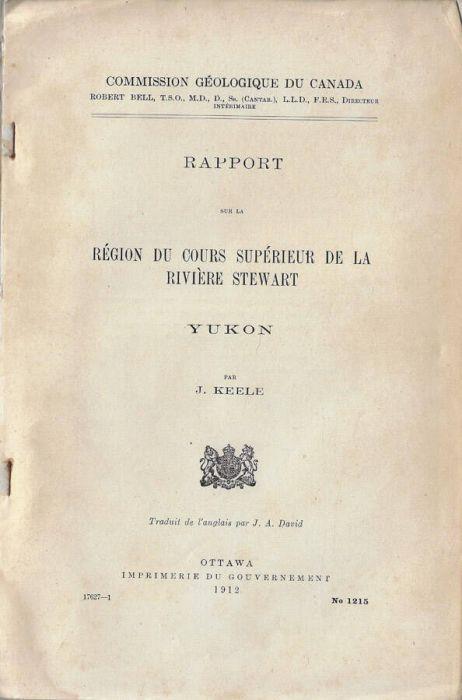 COMMISSION GÉOLOGIQUE DU CANADA
ROBERT BELL, T.S.O., M.D., D., Sc. (CANTAB.), L.L.D., F.R.S., DIRECTEUR
INTÉRIMAIRE
RAPPORT
SUR LA
RÉGION DU COURS SUPÉRIEUR DE LA
RIVIÈRE STEWART
YUKON
PAR
J. KEELE
Traduit de l'anglais par J. A. David
OTTAWA
IMPRIMERIE DU GOUVERNEMENT
1912
17627—1
No 1215